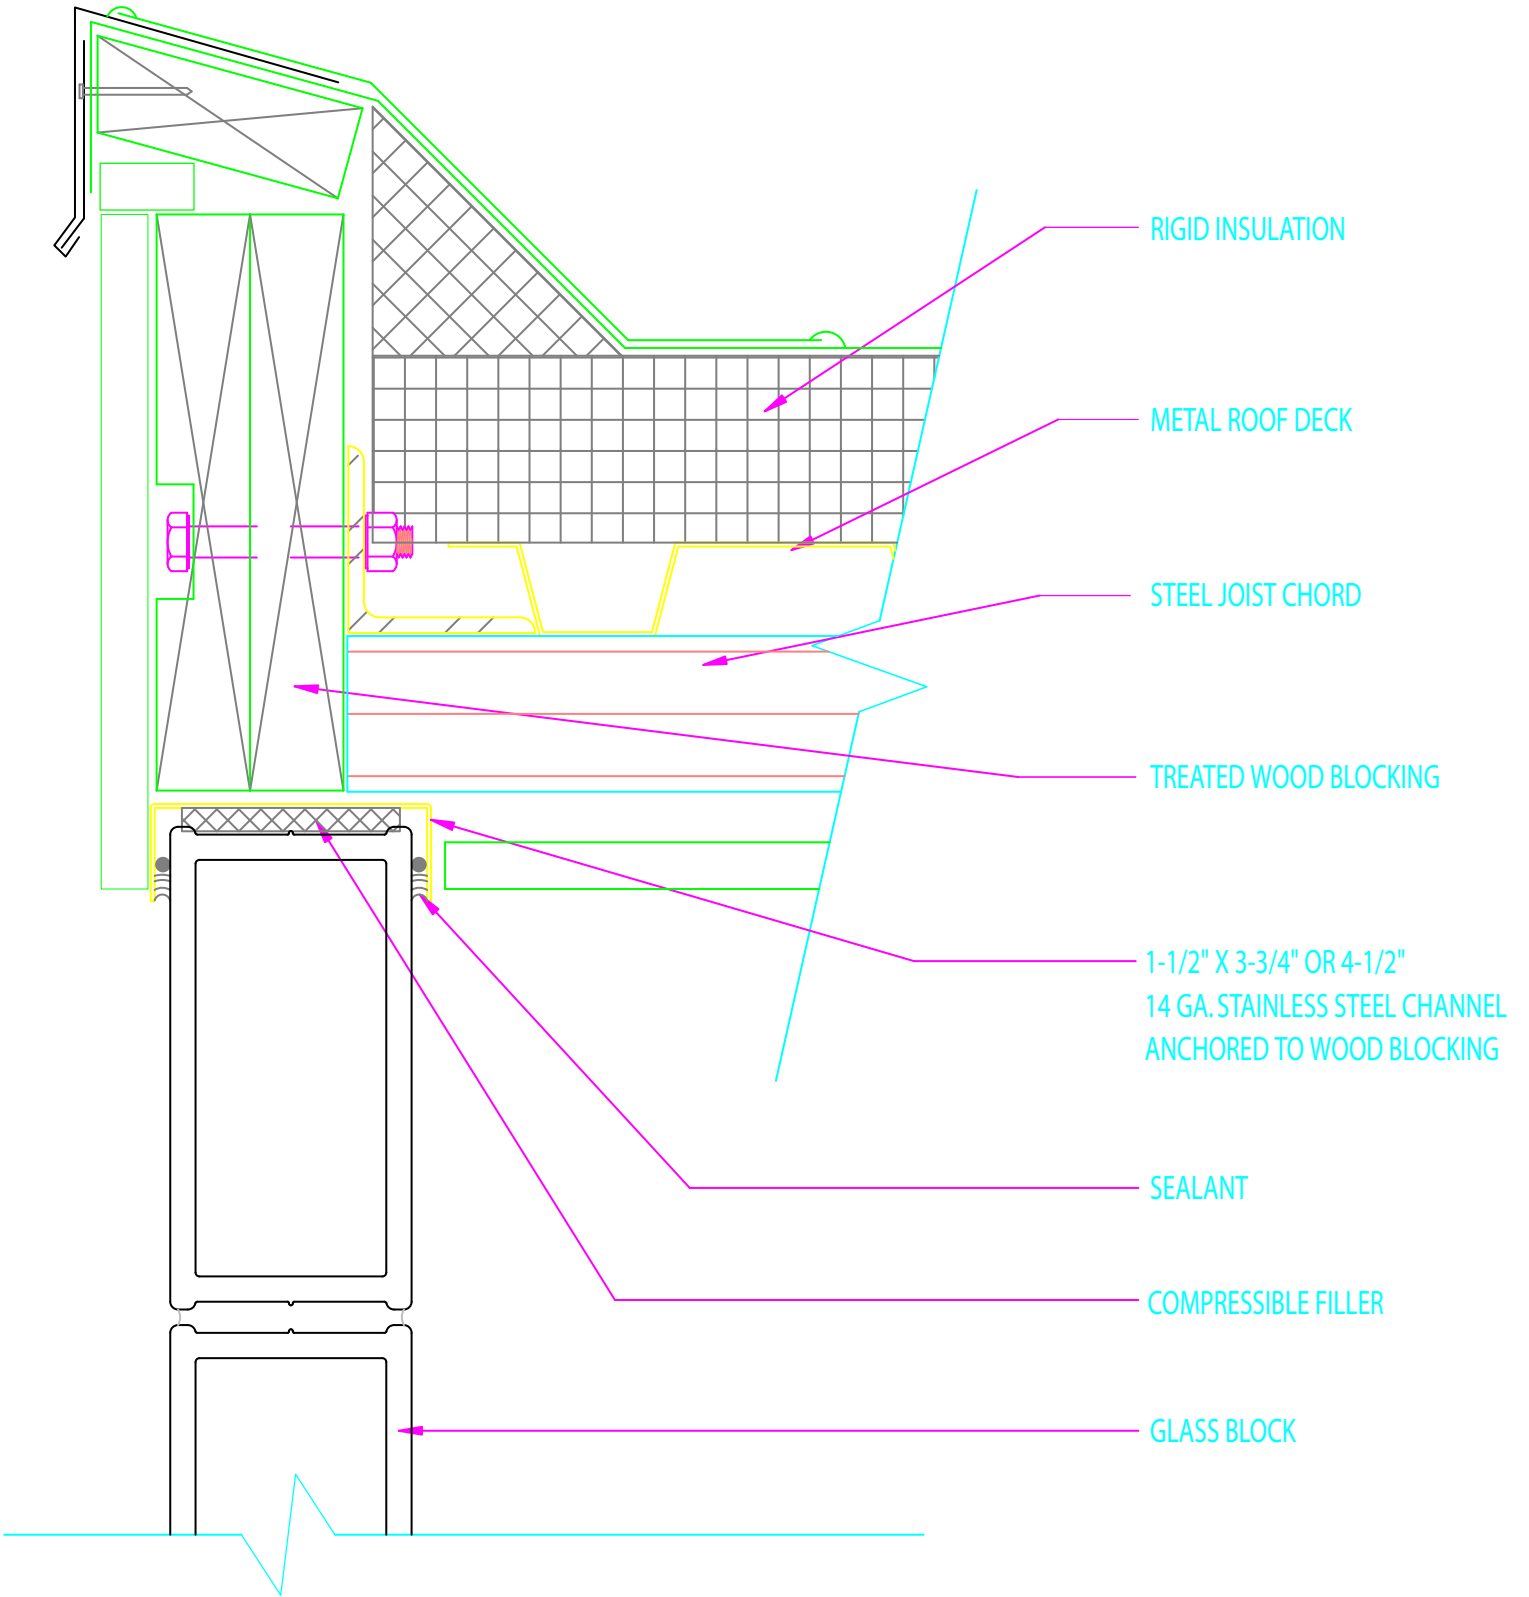 RIGID INSULATION
METAL ROOF DECK
STEEL JOIST CHORD
TREATED WOOD BLOCKING
1-1/2" X 3-3/4" OR 4-1/2"
14 GA. STAINLESS STEEL CHANNEL
ANCHORED TO WOOD BLOCKING
SEALANT
COMPRESSIBLE FILLER
GLASS BLOCK